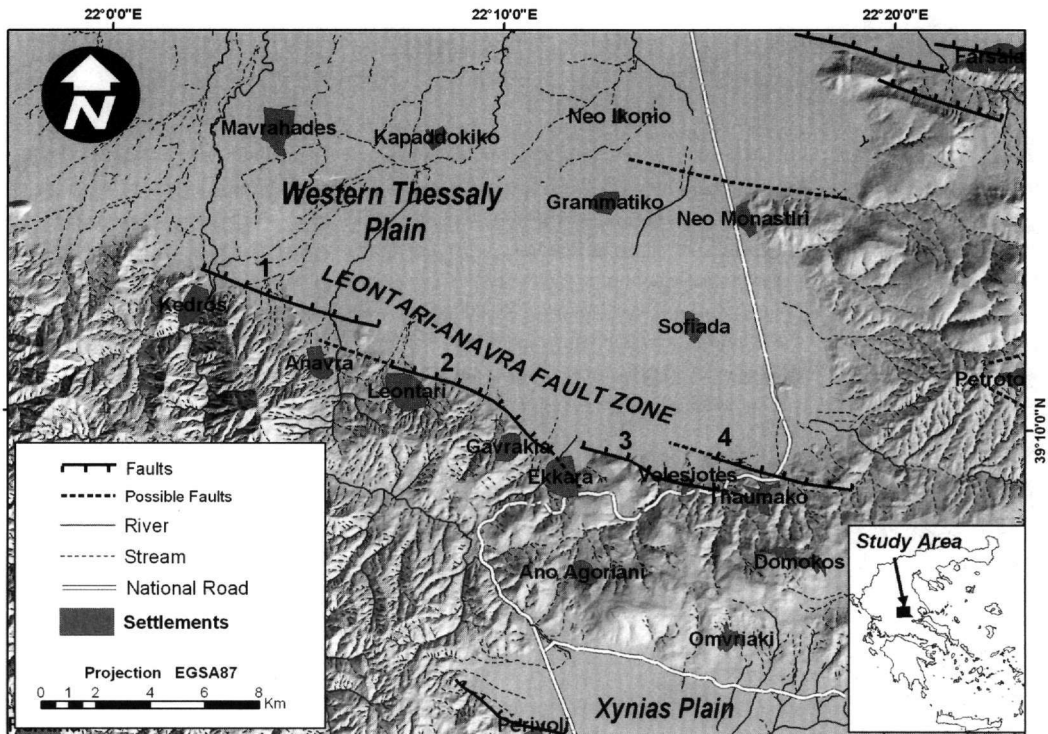 22°0'0"E
22°10'0"E
22°20'0"E
N
Farsala
Mavrahades
Kapaddokiko
Neo Ikonio
Western Thessaly
Plain
Grammatiko
Neo Monastiri
1
LEONTARI-ANAVRA FAULT ZONE
Kedros
Sofiada
Anavra
2
Leontari
Petroto
39°10'0"N
Gavrakia
3
4
Ekkara
Velesiotes
Thaumako
Faults
Possible Faults
River
Stream
National Road
Settlements
Projection EGSA87
0 1 2 4 6 8
Km
Study Area
Domokos
Ano Agoriani
Omvriaki
Xynias Plain
Perivoli